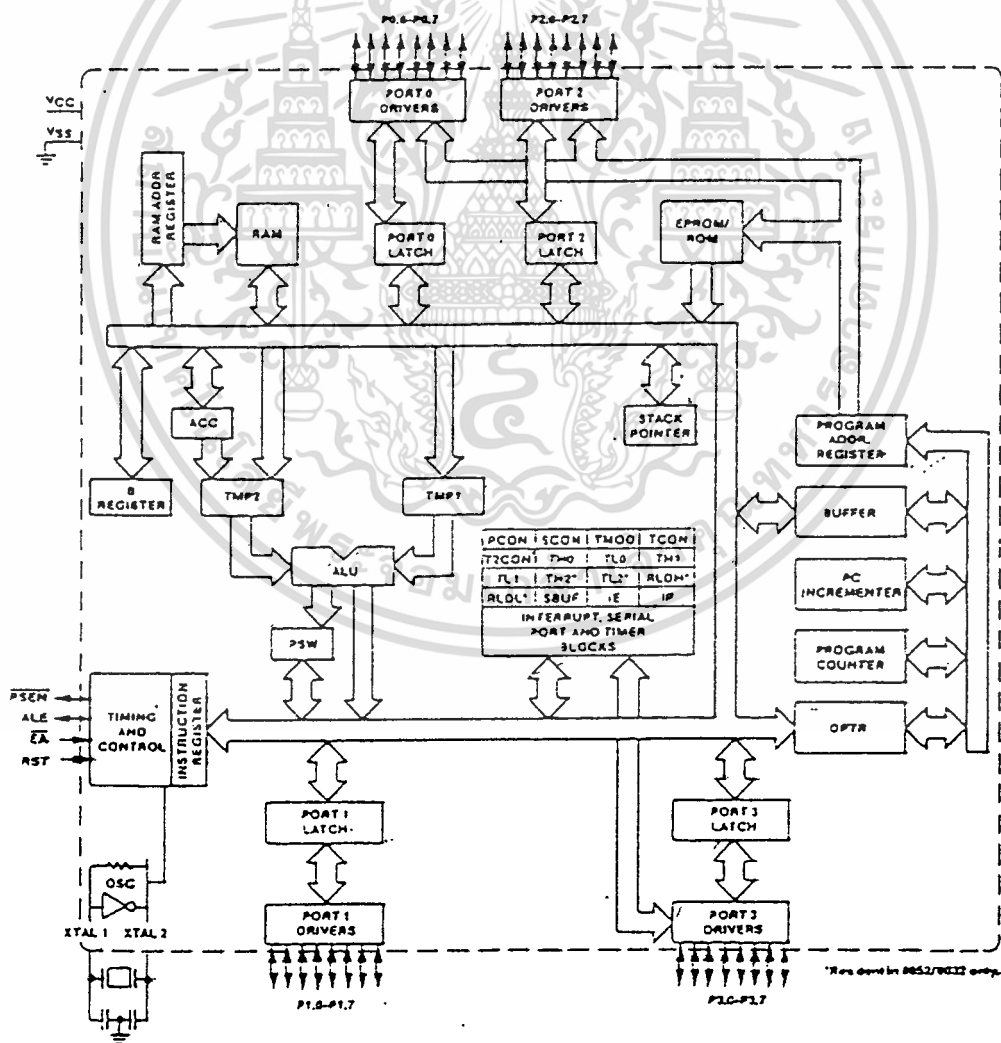 P0.0-P0.7
P2.0-P2.7
VCC
VSS
PORT 0
DRIVERS
PORT 2
DRIVERS
RAM ADDR
REGISTER
RAM
PORT 0
LATCH
PORT 2
LATCH
EPROM/
ROM
ACC
STACK
POINTER
PROGRAM
ADDR.
REGISTER
B
REGISTER
TMP2
TMP1
BUFFER
ALU
PCON SCON TMOD TCON
T2CON TH0 TL0 TH1
TL1 TH2* TL2* RLDH*
RLDL* SBUF IE IP
INTERRUPT, SERIAL
PORT AND TIMER
BLOCKS
PC
INCREMENTER
PSW
PROGRAM
COUNTER
PSEN
ALE
EA
RST
TIMING
AND
CONTROL
INSTRUCTION
REGISTER
DPTR
PORT 1
LATCH
PORT 3
LATCH
OSC
XTAL 1 XTAL 2
PORT 1
DRIVERS
PORT 3
DRIVERS
P1.0-P1.7
P3.0-P3.7
*Resident in 8052/8032 only.